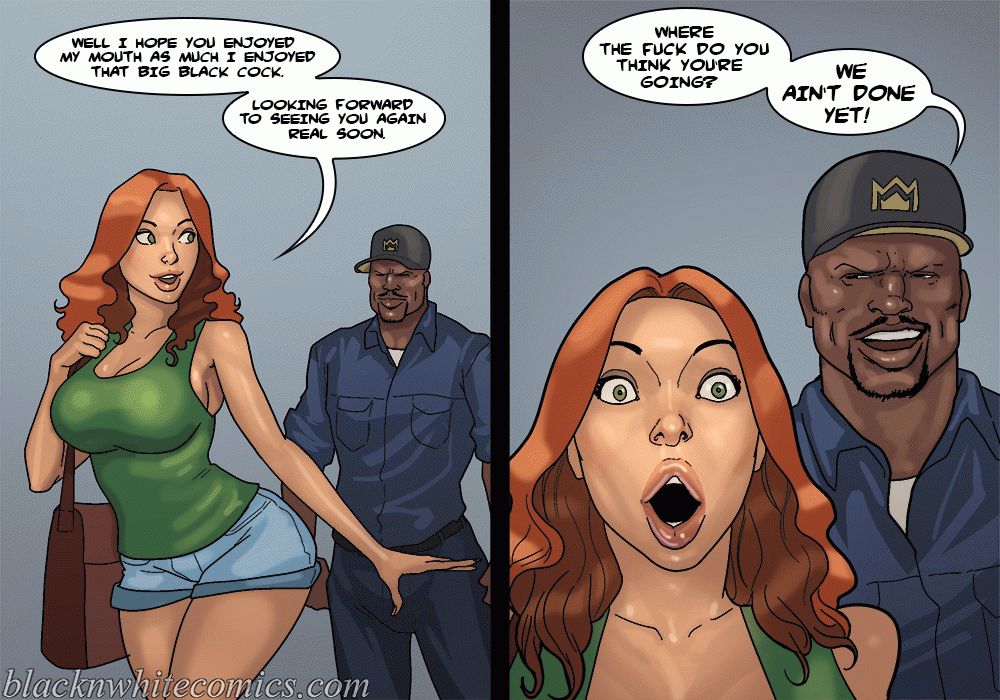 WELL I HOPE YOU ENJOYED
MY MOUTH AS MUCH I ENJOYED
THAT BIG BLACK COCK.
LOOKING FORWARD
TO SEEING YOU AGAIN
REAL SOON.
WHERE
THE FUCK DO YOU
THINK YOU'RE
GOING?
WE
AIN'T DONE
YET!
blacknwhitecomics.com